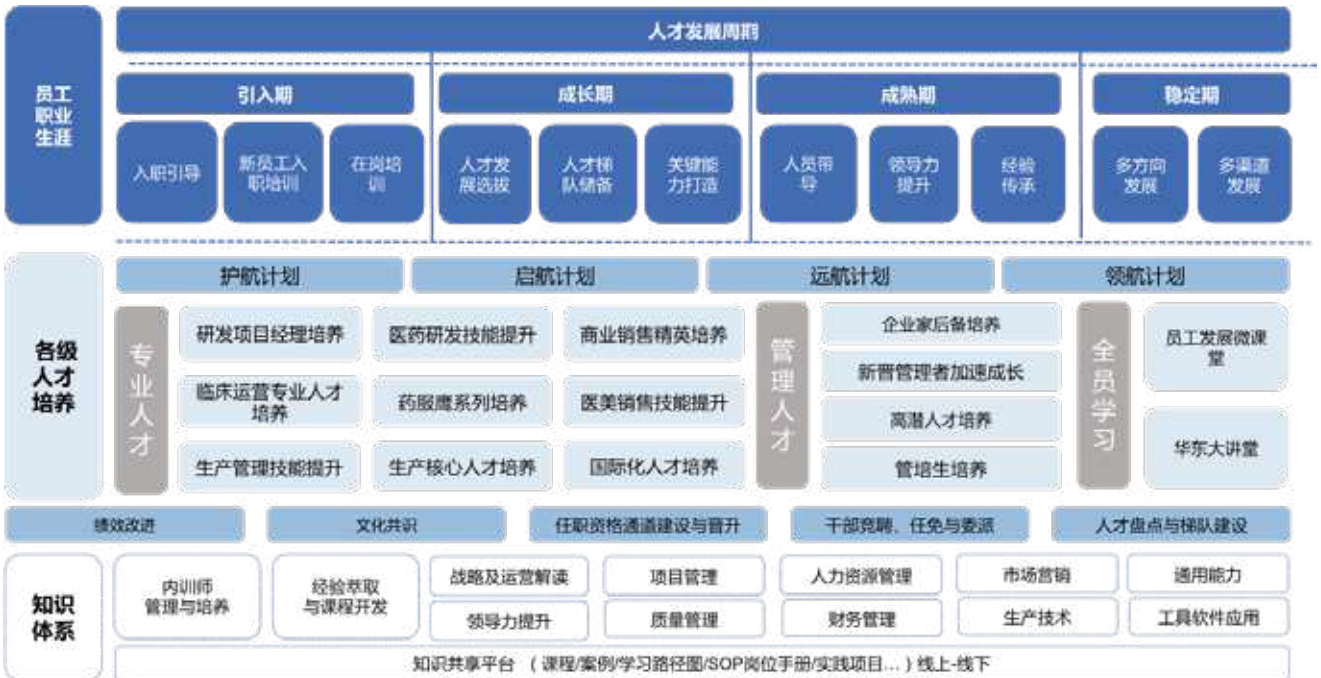 员工
职业
生涯
人才发展周期
引入期
成长期
成熟期
稳定期
入职引导
新员工入
职培训
在岗培
训
人才发
展选拔
人才梯
队储备
关键能
力打造
人员带
导
领导力
提升
经验
传承
多方向
发展
多渠道
发展
各级
人才
培养
护航计划
启航计划
远航计划
领航计划
专业人才
研发项目经理培养
医药研发技能提升
商业销售精英培养
临床运营专业人才
培养
药服鹰系列培养
医美销售技能提升
生产管理技能提升
生产核心人才培养
国际化人才培养
管理人才
企业家后备培养
新晋管理者加速成长
高潜人才培养
管培生培养
全员学习
员工发展微课
堂
华东大讲堂
绩效改进
文化共识
任职资格通道建设与晋升
干部竞聘、任免与委派
人才盘点与梯队建设
知识
体系
内训师
管理与培养
经验萃取
与课程开发
战略及运营解读
项目管理
人力资源管理
市场营销
通用能力
领导力提升
质量管理
财务管理
生产技术
工具软件应用
知识共享平台 （课程/案例/学习路径图/SOP岗位手册/实践项目...）线上-线下